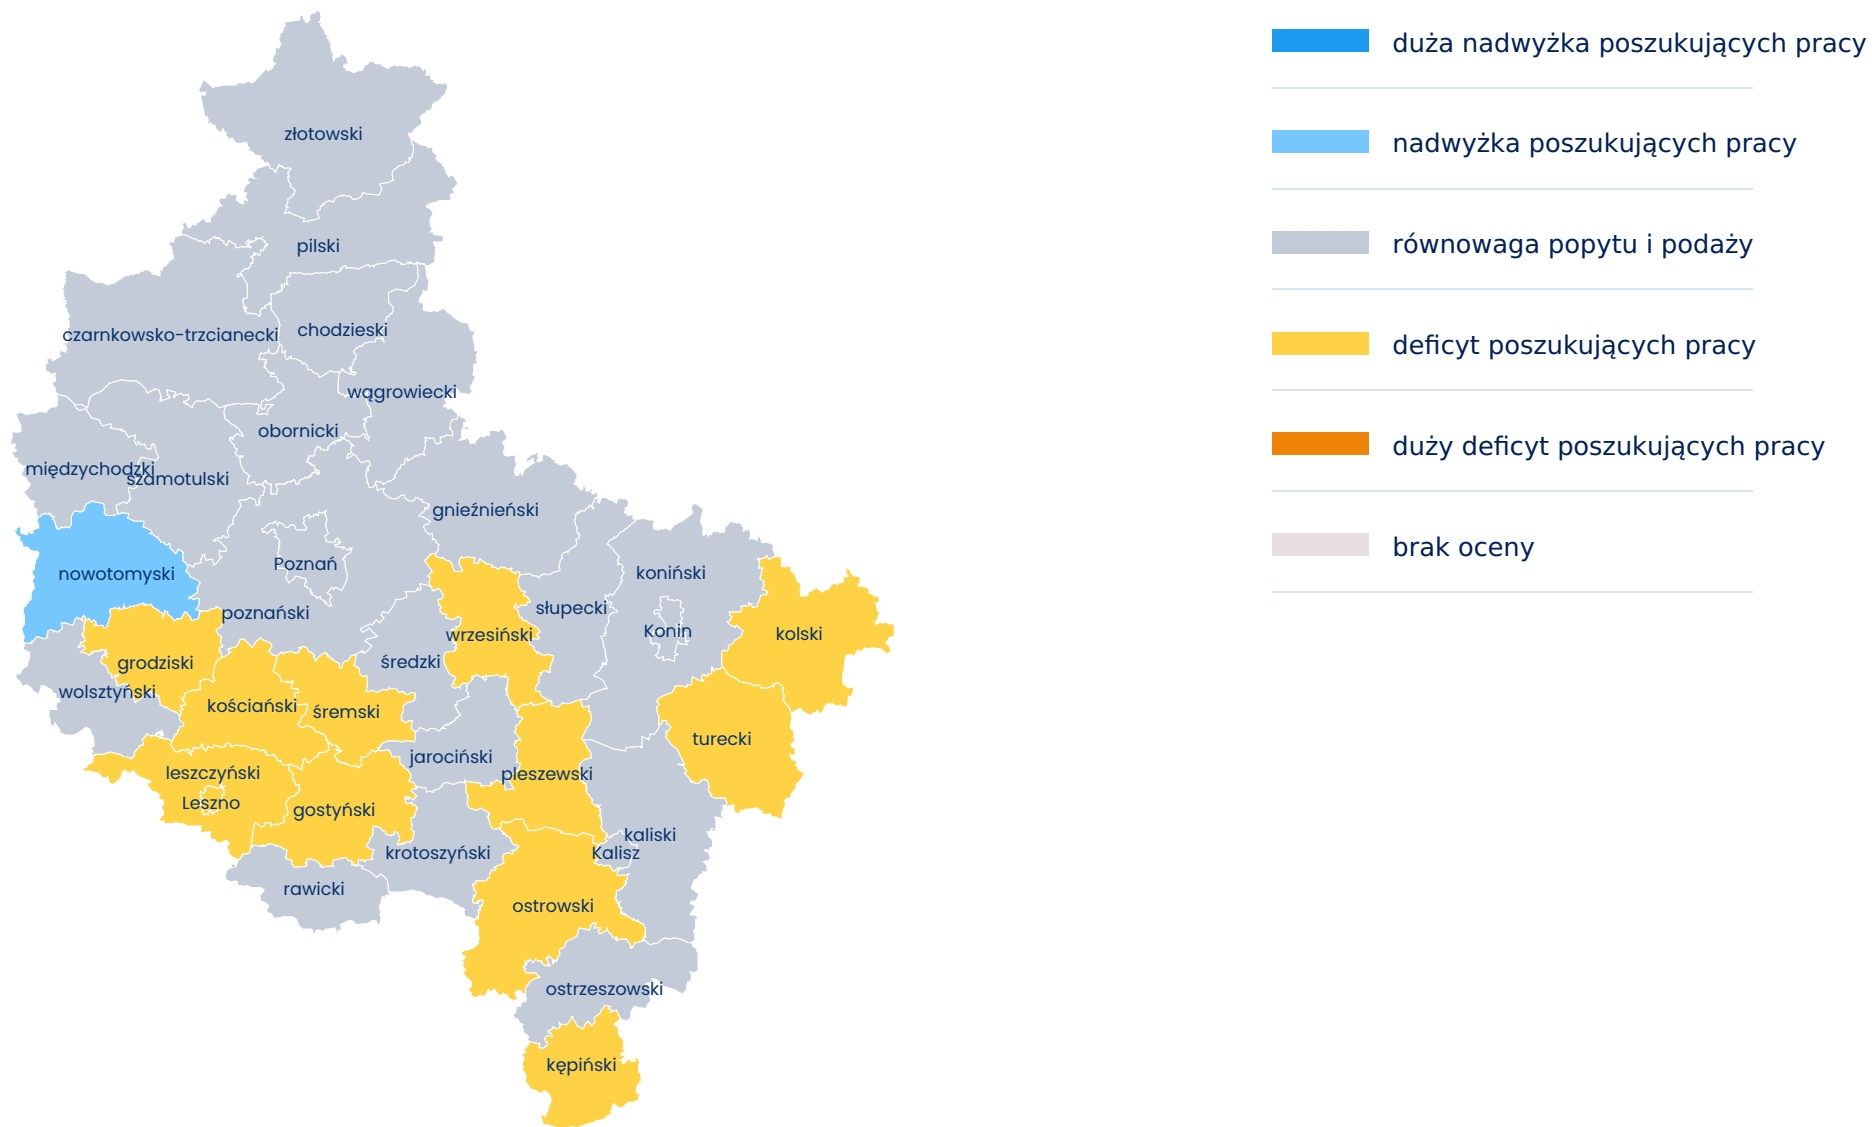 duża nadwyżka poszukujących pracy
nadwyżka poszukujących pracy
równowaga popytu i podaży
deficyt poszukujących pracy
duży deficyt poszukujących pracy
brak oceny
złotowski
pilski
czarnkowsko-trzcianecki
chodzieski
wągrowiecki
obornicki
międzychodzki
szamotulski
gnieźnieński
Poznań
nowotomyski
koniński
słupecki
poznański
Konin
wrzesiński
kolski
średzki
grodziski
wolsztyński
kościański
śremski
turecki
jarociński
leszczyński
pleszewski
Leszno
gostyński
kaliski
Kalisz
krotoszyński
rawicki
ostrowski
ostrzeszowski
kępiński